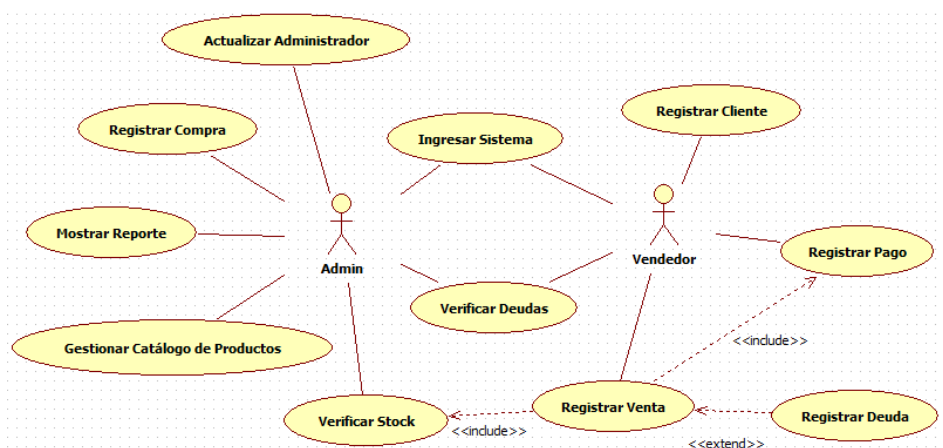 Actualizar Administrador
Registrar Compra
Ingresar Sistema
Registrar Cliente
Mostrar Reporte
Admin
Vendedor
Registrar Pago
Verificar Deudas
Gestionar Catálogo de Productos
<<include>>
Verificar Stock
<<include>>
Registrar Venta
<<extend>>
Registrar Deuda